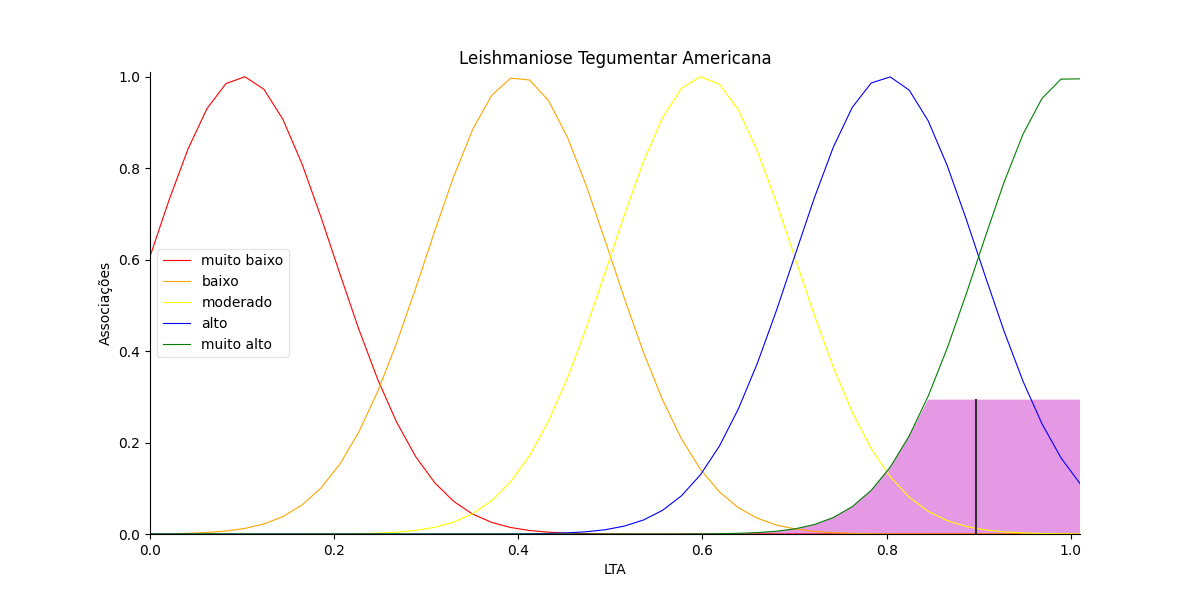 Leishmaniose Tegumentar Americana
1.0
0.8
0.6
0.4
0.2
0.0
Associações
muito baixo
baixo
moderado
alto
muito alto
0.0 0.2 0.4 0.6 0.8 1.0
LTA